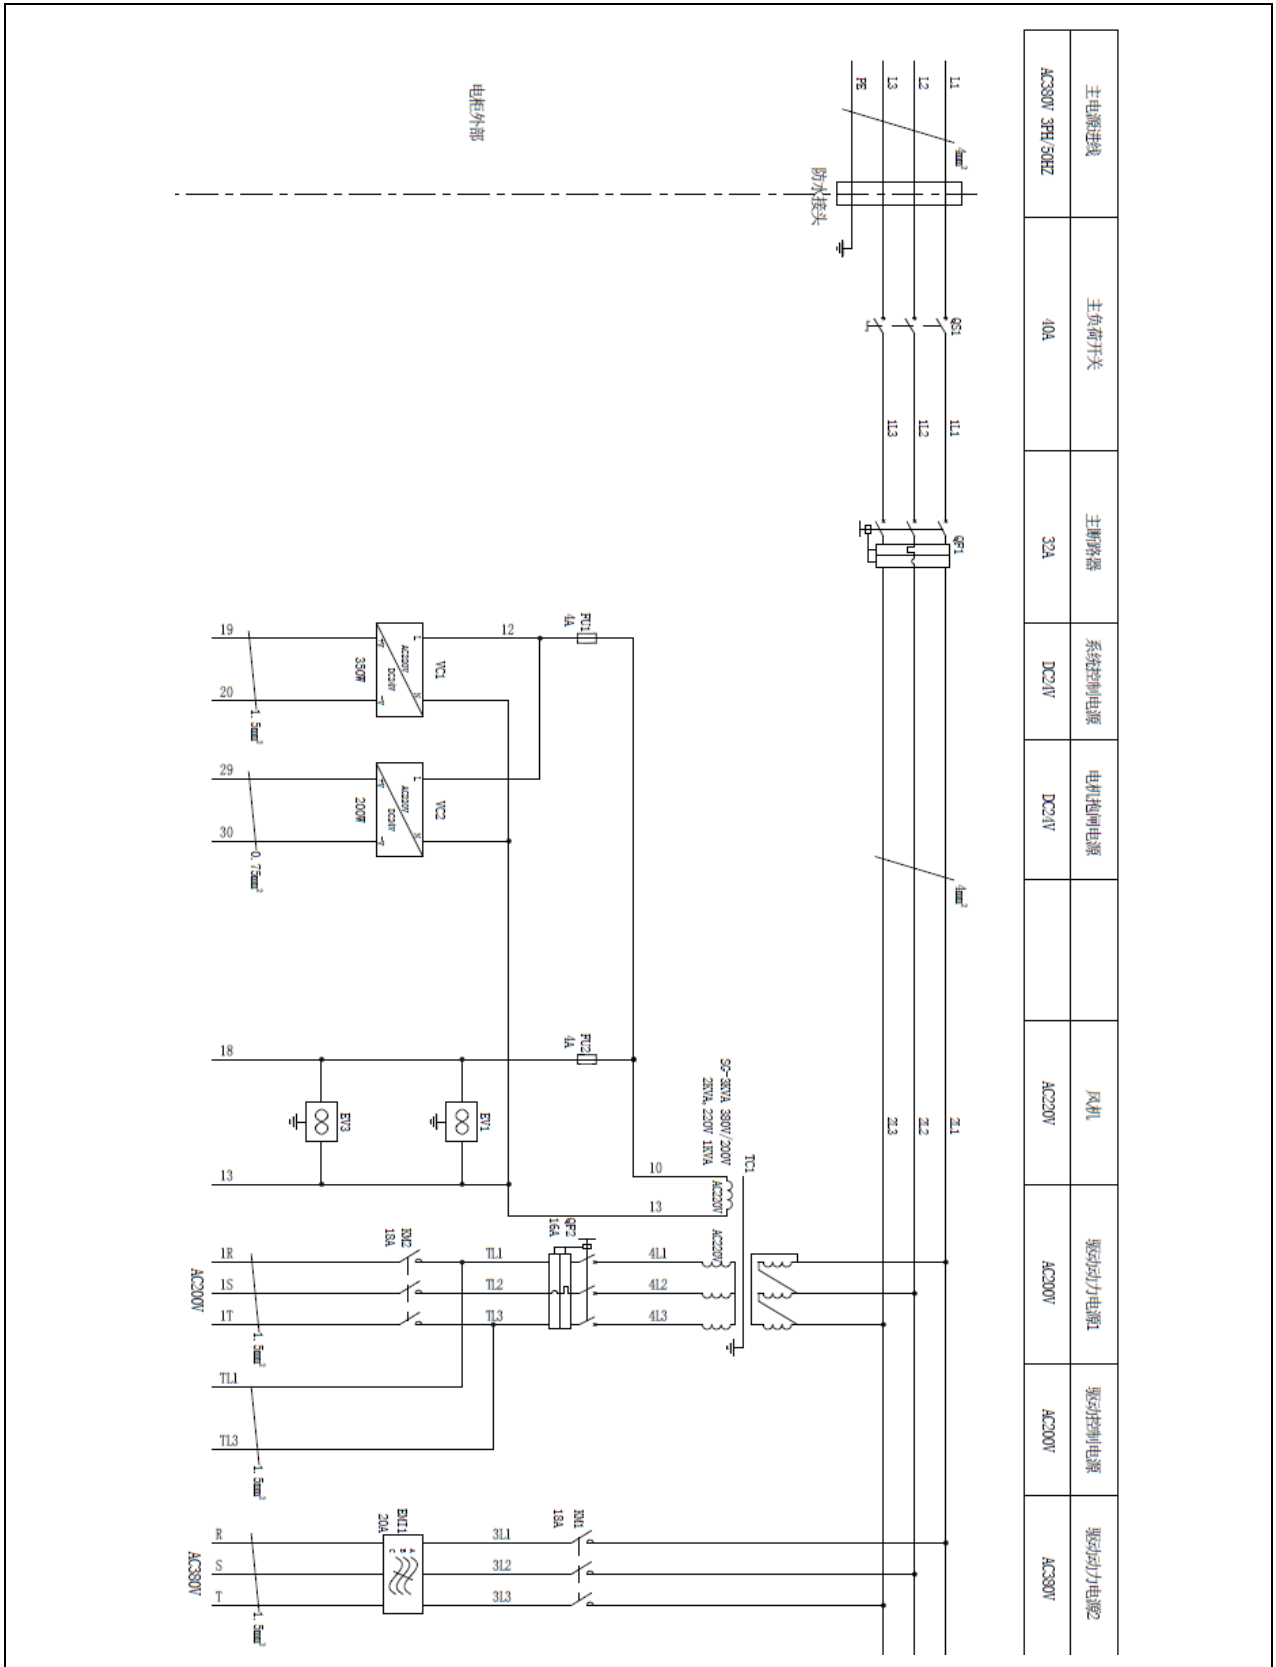 主电源进线
主负荷开关
主断路器
系统控制电源
电机抱闸电源
风机
驱动动力电源1
驱动控制电源
驱动动力电源2
AC380V 3PH/50HZ
40A
32A
DC24V
DC24V
AC220V
AC200V
AC200V
AC380V
L1
L2
L3
PE
4mm²
防水接头
电柜外部
QS1
1L1
1L2
1L3
QF1
4mm²
2L1
2L2
2L3
FU1
4A
12
VC1
L
N
AC220V
DC24V
+V
-V
350W
19
20
1.5mm²
VC2
L
N
AC220V
DC24V
+V
-V
200W
29
30
0.75mm²
FU2
4A
18
EV1
EV3
13
TC1
SG-3KVA 380V/200V
2KVA, 220V 1KVA
AC220V
10
13
AC220V
4L1
4L2
4L3
QF2
16A
TL1
TL2
TL3
KM2
18A
1R
1S
1T
AC200V
1.5mm²
TL1
TL3
1.5mm²
KM1
18A
3L1
3L2
3L3
EMI1
20A
A
B
C
R
S
T
AC380V
1.5mm²